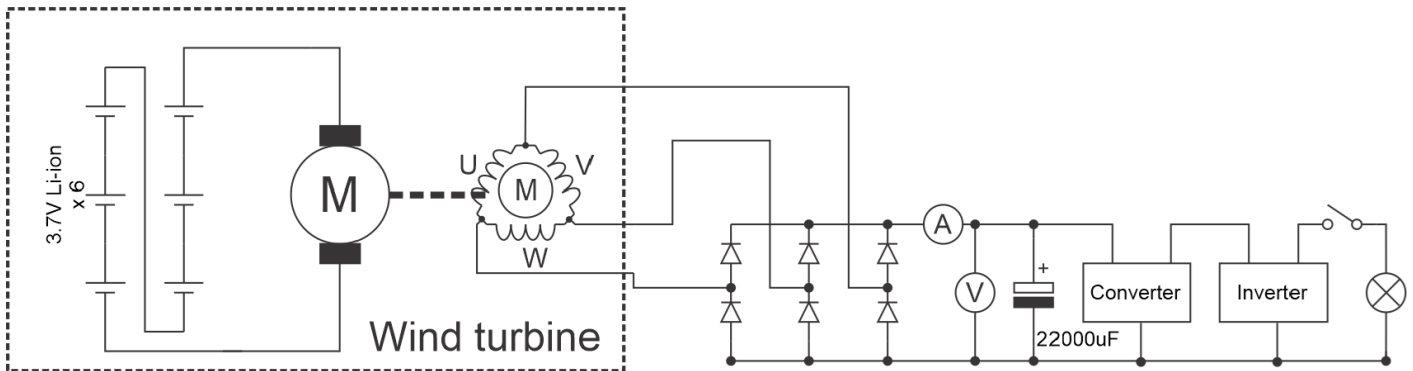 3.7V Li-ion
x 6
M
U
V
M
W
Wind turbine
A
V
+
22000uF
Converter
Inverter